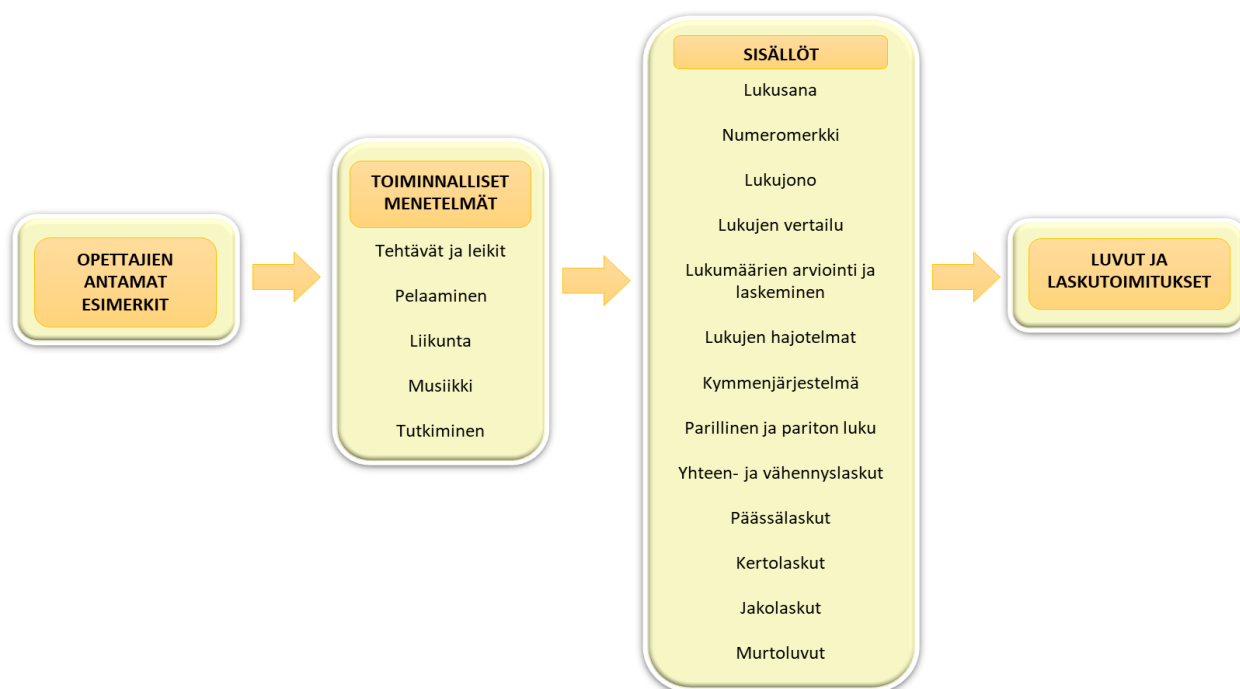 OPETTAJIEN
ANTAMAT
ESIMERKIT
TOIMINNALLISET
MENETELMÄT
Tehtävät ja leikit
Pelaaminen
Liikunta
Musiikki
Tutkiminen
SISÄLLÖT
Lukusana
Numeromerkki
Lukujono
Lukujen vertailu
Lukumäärien arviointi ja
laskeminen
Lukujen hajotelmat
Kymmenjärjestelmä
Parillinen ja pariton luku
Yhteen- ja vähennyslaskut
Päässälaskut
Kertolaskut
Jakolaskut
Murtoluvut
LUVUT JA
LASKUTOIMITUKSET